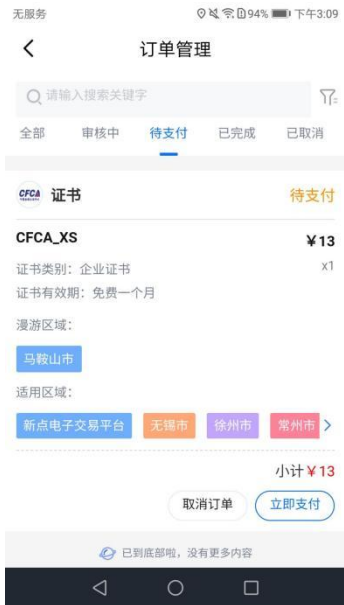 无服务 94% 下午3:09
订单管理
请输入搜索关键字
全部 审核中 待支付 已完成 已取消
CFCA 证书 待支付
CFCA_XS ¥13
证书类别：企业证书 x1
证书有效期：免费一个月
漫游区域：
马鞍山市
适用区域：
新点电子交易平台 无锡市 徐州市 常州市
小计¥13
取消订单 立即支付
已到底部啦，没有更多内容